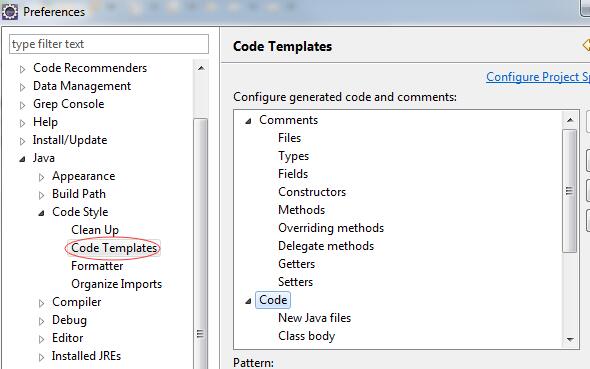 Preferences
type filter text
Code Recommenders
Data Management
Grep Console
Help
Install/Update
Java
Appearance
Build Path
Code Style
Clean Up
Code Templates
Formatter
Organize Imports
Compiler
Debug
Editor
Installed JREs
Code Templates
Configure Project Sp
Configure generated code and comments:
Comments
Files
Types
Fields
Constructors
Methods
Overriding methods
Delegate methods
Getters
Setters
Code
New Java files
Class body
Pattern: